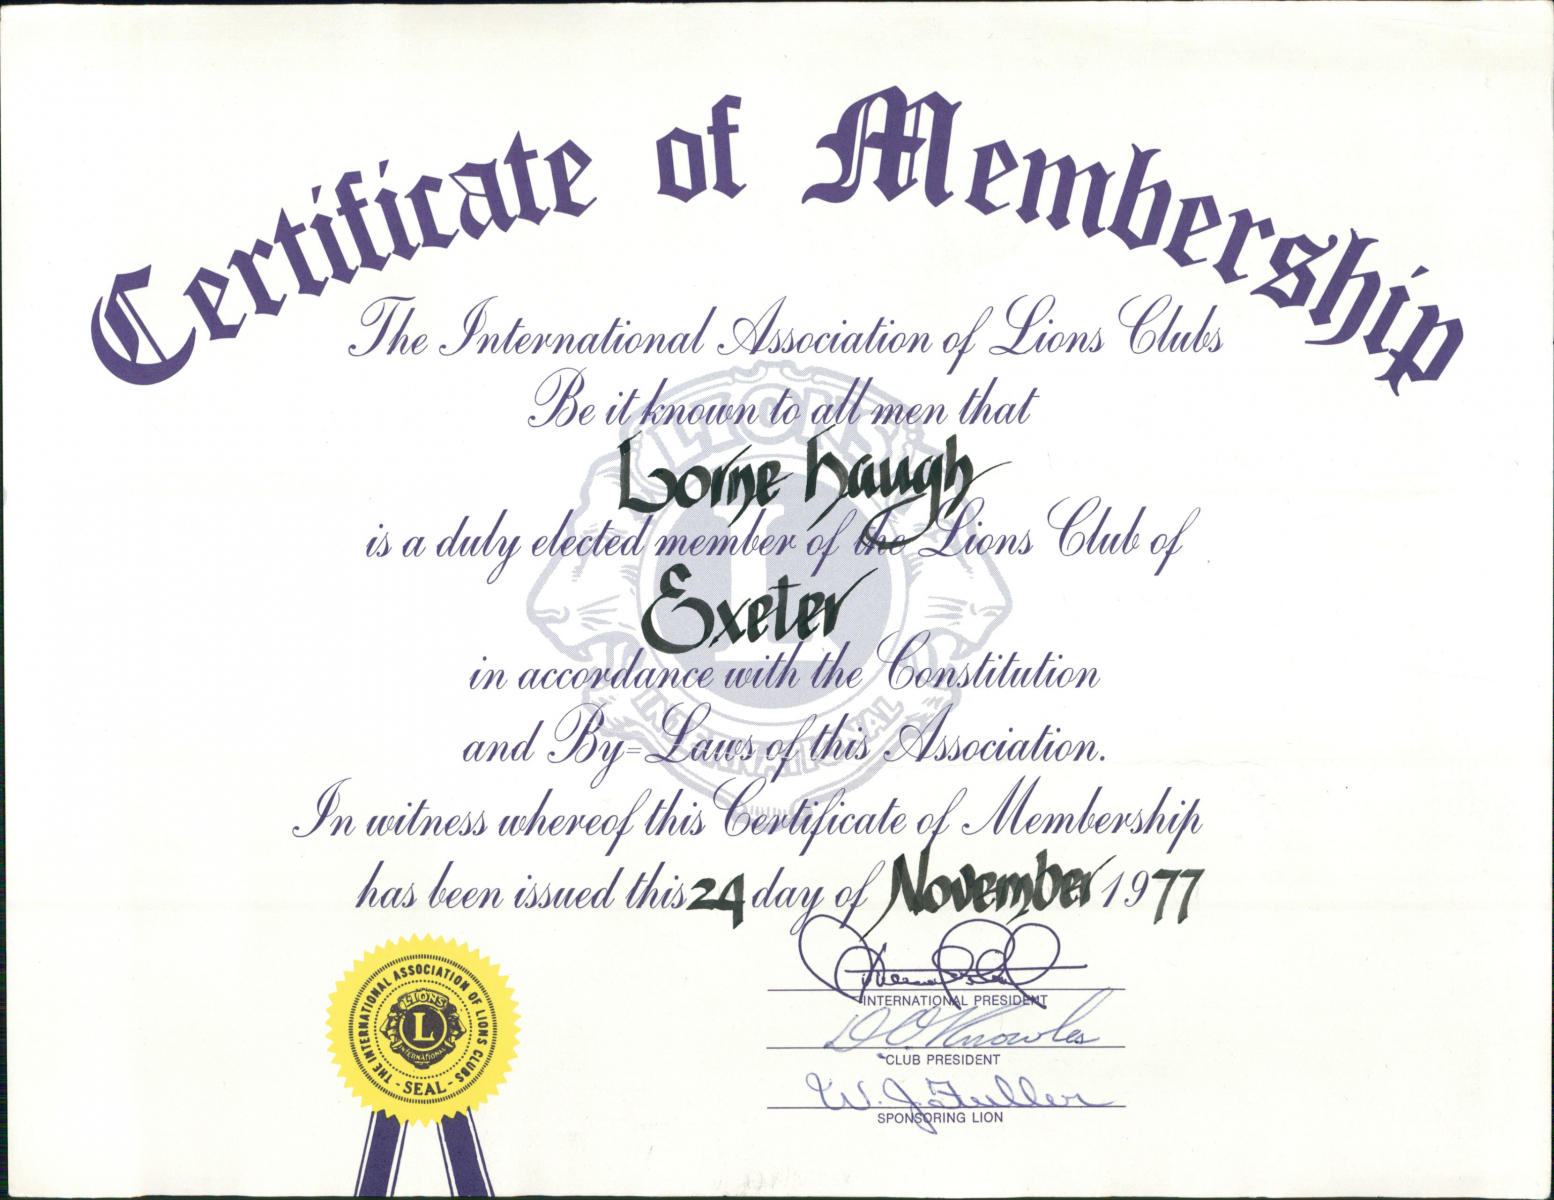 Certificate of Membership
The International Association of Lions Clubs
Be it known to all men that
Lorne Haugh
is a duly elected member of the Lions Club of
Exeter
in accordance with the Constitution
and By=Laws of this Association.
In witness whereof this Certificate of Membership
has been issued this 24 day of November 1977
INTERNATIONAL PRESIDENT
D O Knowles
CLUB PRESIDENT
W. J. Fuller
SPONSORING LION
LIONS
L
INTERNATIONAL
THE INTERNATIONAL ASSOCIATION OF LIONS CLUBS
LIONS
L
INTERNATIONAL
- SEAL -